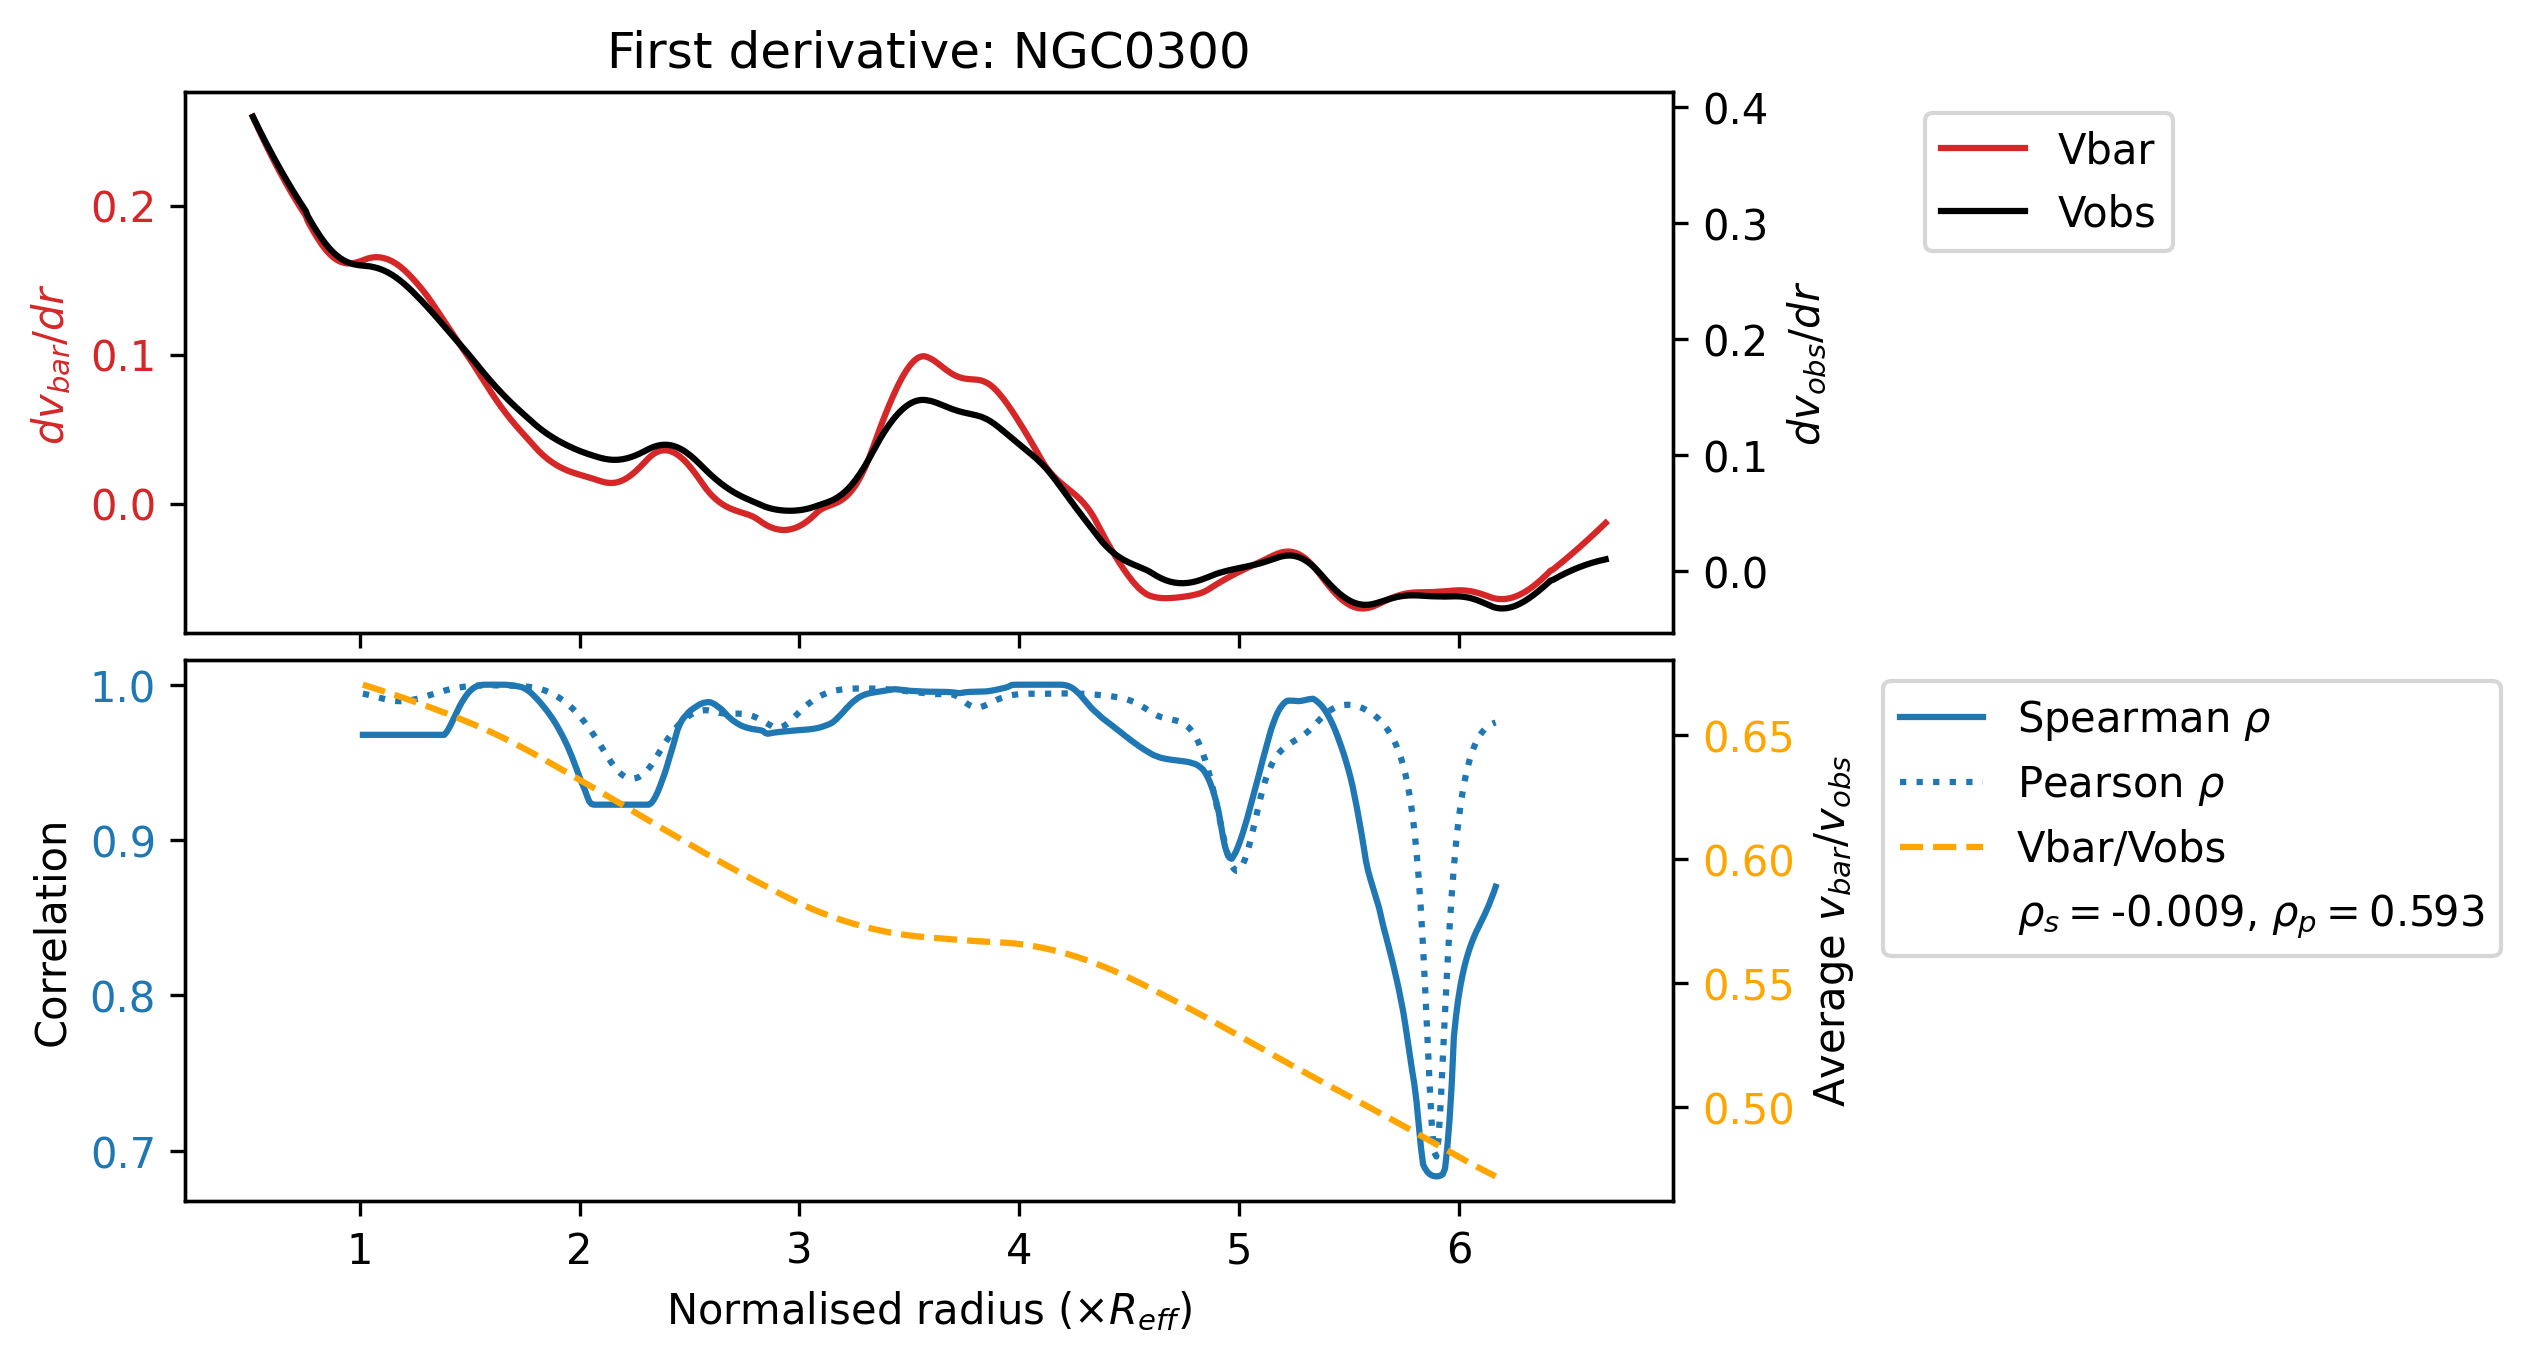 First derivative: NGC0300
dv_bar/dr
0.2
0.1
0.0
0.4
0.3
0.2
0.1
0.0
dv_obs/dr
Vbar
Vobs
Correlation
1.0
0.9
0.8
0.7
0.65
0.60
0.55
0.50
Average v_bar/v_obs
Spearman ρ
Pearson ρ
Vbar/Vobs
ρ_s = -0.009, ρ_p = 0.593
1 2 3 4 5 6
Normalised radius (×R_eff)